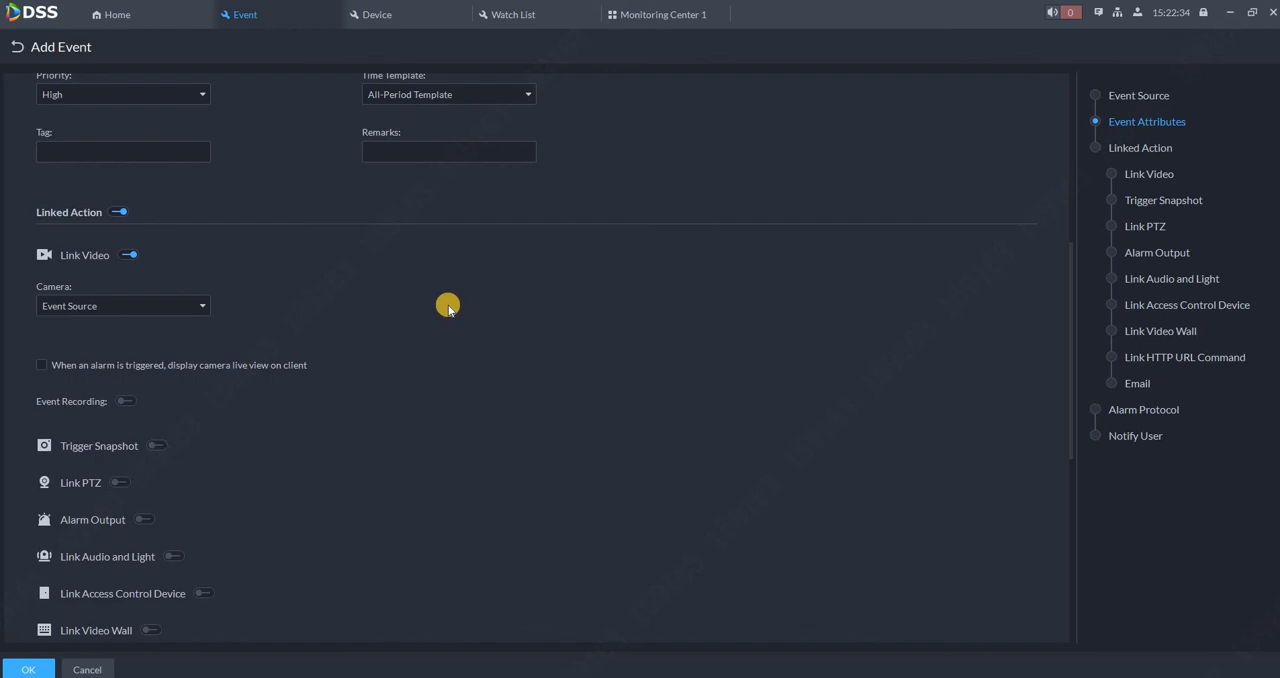 DSS Home Event Device Watch List Monitoring Center 1 0 15:22:34
Add Event
Priority: Time Template:
High All-Period Template
Tag: Remarks:
Linked Action
Link Video
Camera:
Event Source
When an alarm is triggered, display camera live view on client
Event Recording:
Trigger Snapshot
Link PTZ
Alarm Output
Link Audio and Light
Link Access Control Device
Link Video Wall
OK Cancel
Event Source
Event Attributes
Linked Action
Link Video
Trigger Snapshot
Link PTZ
Alarm Output
Link Audio and Light
Link Access Control Device
Link Video Wall
Link HTTP URL Command
Email
Alarm Protocol
Notify User